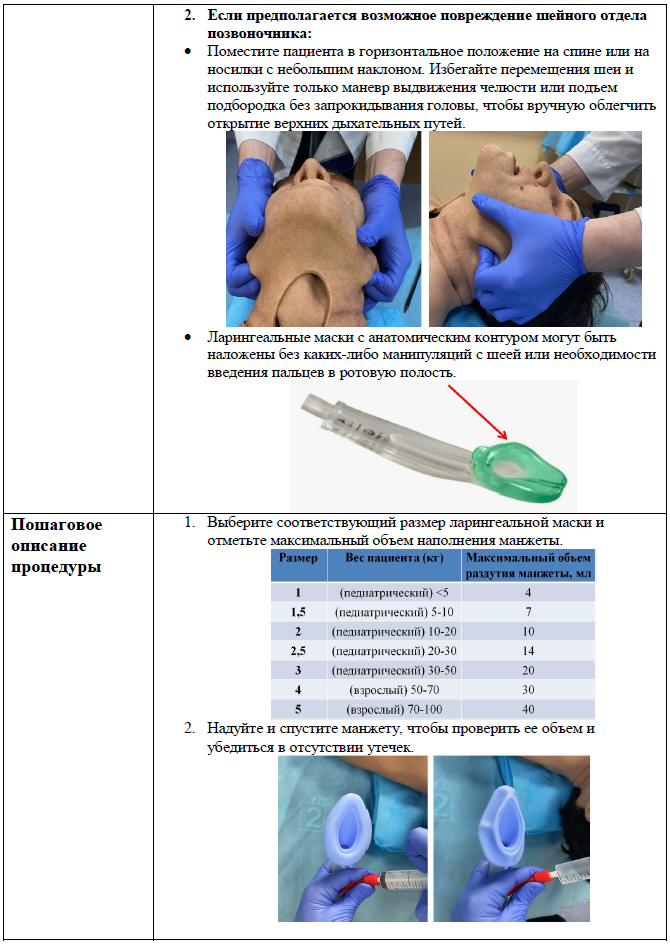 2. Если предполагается возможное повреждение шейного отдела
позвоночника:
• Поместите пациента в горизонтальное положение на спине или на
носилки с небольшим наклоном. Избегайте перемещения шеи и
используйте только маневр выдвижения челюсти или подъем
подбородка без запрокидывания головы, чтобы вручную облегчить
открытие верхних дыхательных путей.
• Ларингеальные маски с анатомическим контуром могут быть
наложены без каких-либо манипуляций с шеей или необходимости
введения пальцев в ротовую полость.
Пошаговое
описание
процедуры
1. Выберите соответствующий размер ларингеальной маски и
отметьте максимальный объем наполнения манжеты.
Размер Вес пациента (кг) Максимальный объем
раздутия манжеты, мл
1 (педиатрический) <5 4
1,5 (педиатрический) 5-10 7
2 (педиатрический) 10-20 10
2,5 (педиатрический) 20-30 14
3 (педиатрический) 30-50 20
4 (взрослый) 50-70 30
5 (взрослый) 70-100 40
2. Надуйте и спустите манжету, чтобы проверить ее объем и
убедиться в отсутствии утечек.